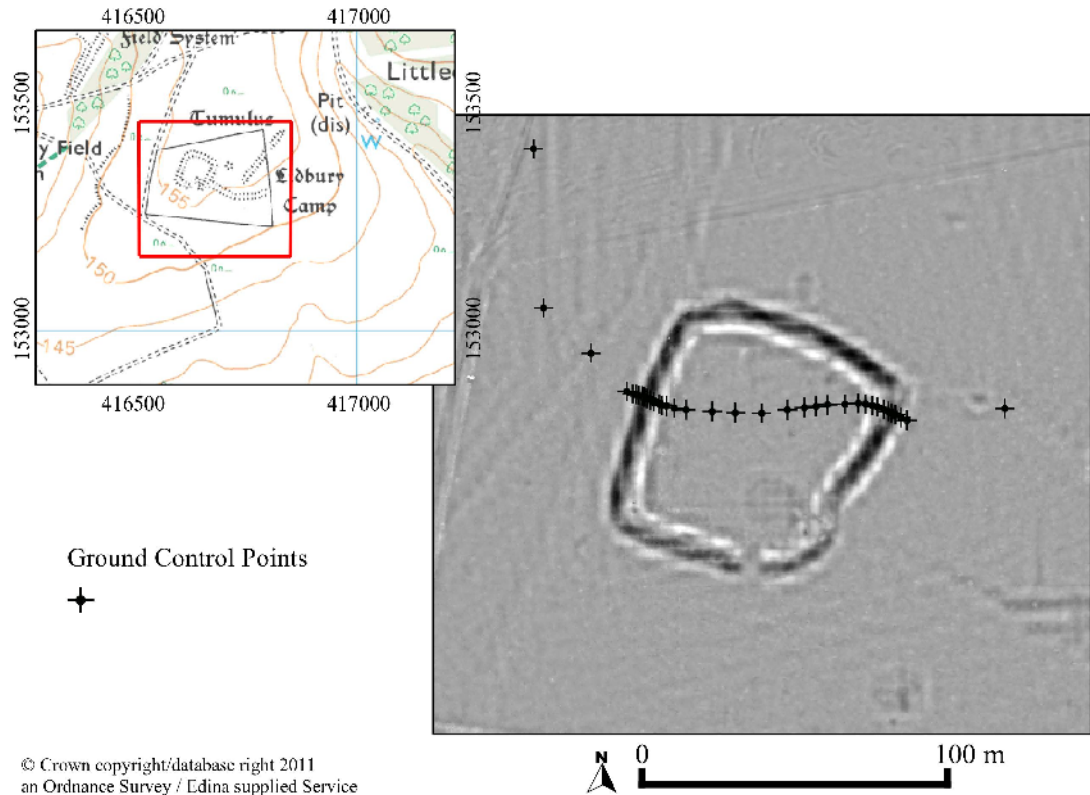 416500 417000
Field System
Little
153500
153500
Pit
(dis)
Tumulus
y Field
n
Lidbury
Camp
155
150
153000
153000
145
416500 417000
Ground Control Points
© Crown copyright/database right 2011
an Ordnance Survey / Edina supplied Service
N 0 100 m